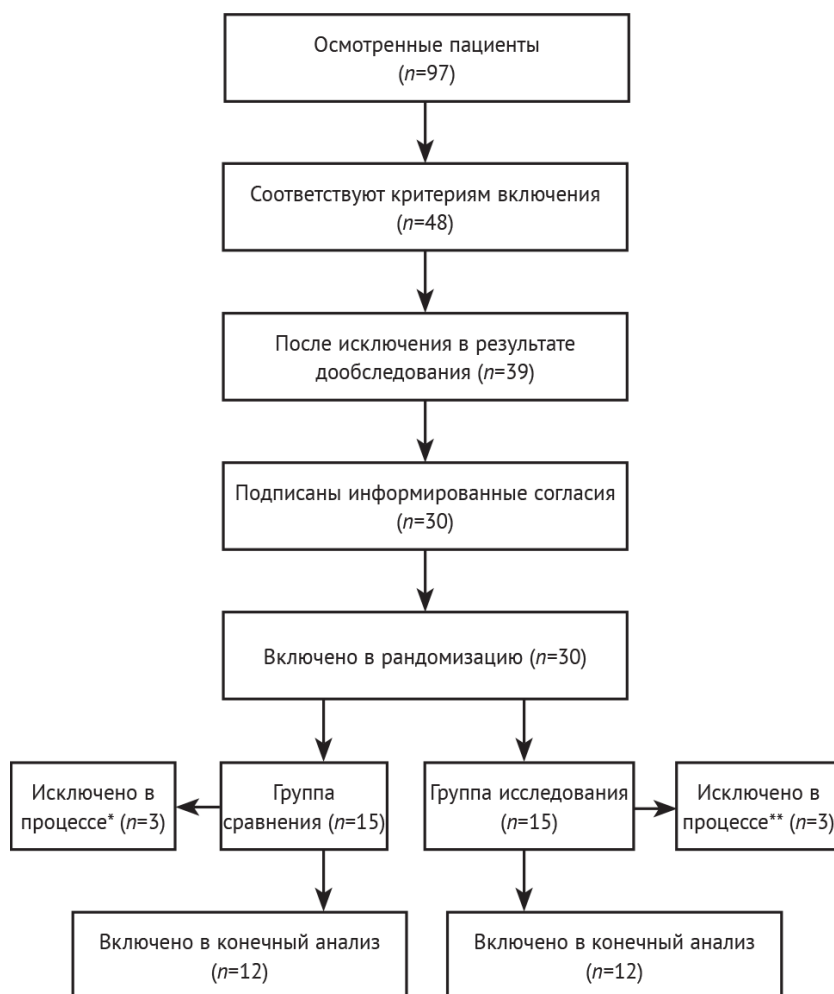 Осмотренные пациенты
(n=97)
Соответствуют критериям включения
(n=48)
После исключения в результате
дообследования (n=39)
Подписаны информированные согласия
(n=30)
Включено в рандомизацию (n=30)
Исключено в
процессе* (n=3)
Группа
сравнения (n=15)
Группа исследования
(n=15)
Исключено в
процессе** (n=3)
Включено в конечный анализ
(n=12)
Включено в конечный анализ
(n=12)